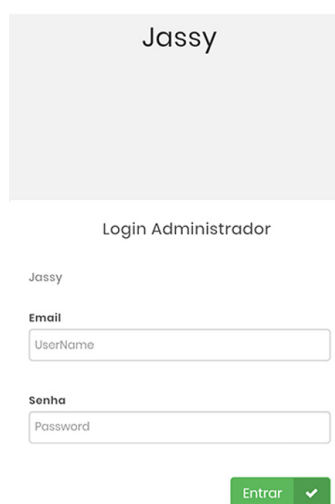 Jassy
Login Administrador
Jassy
Email
UserName
Senha
Password
Entrar